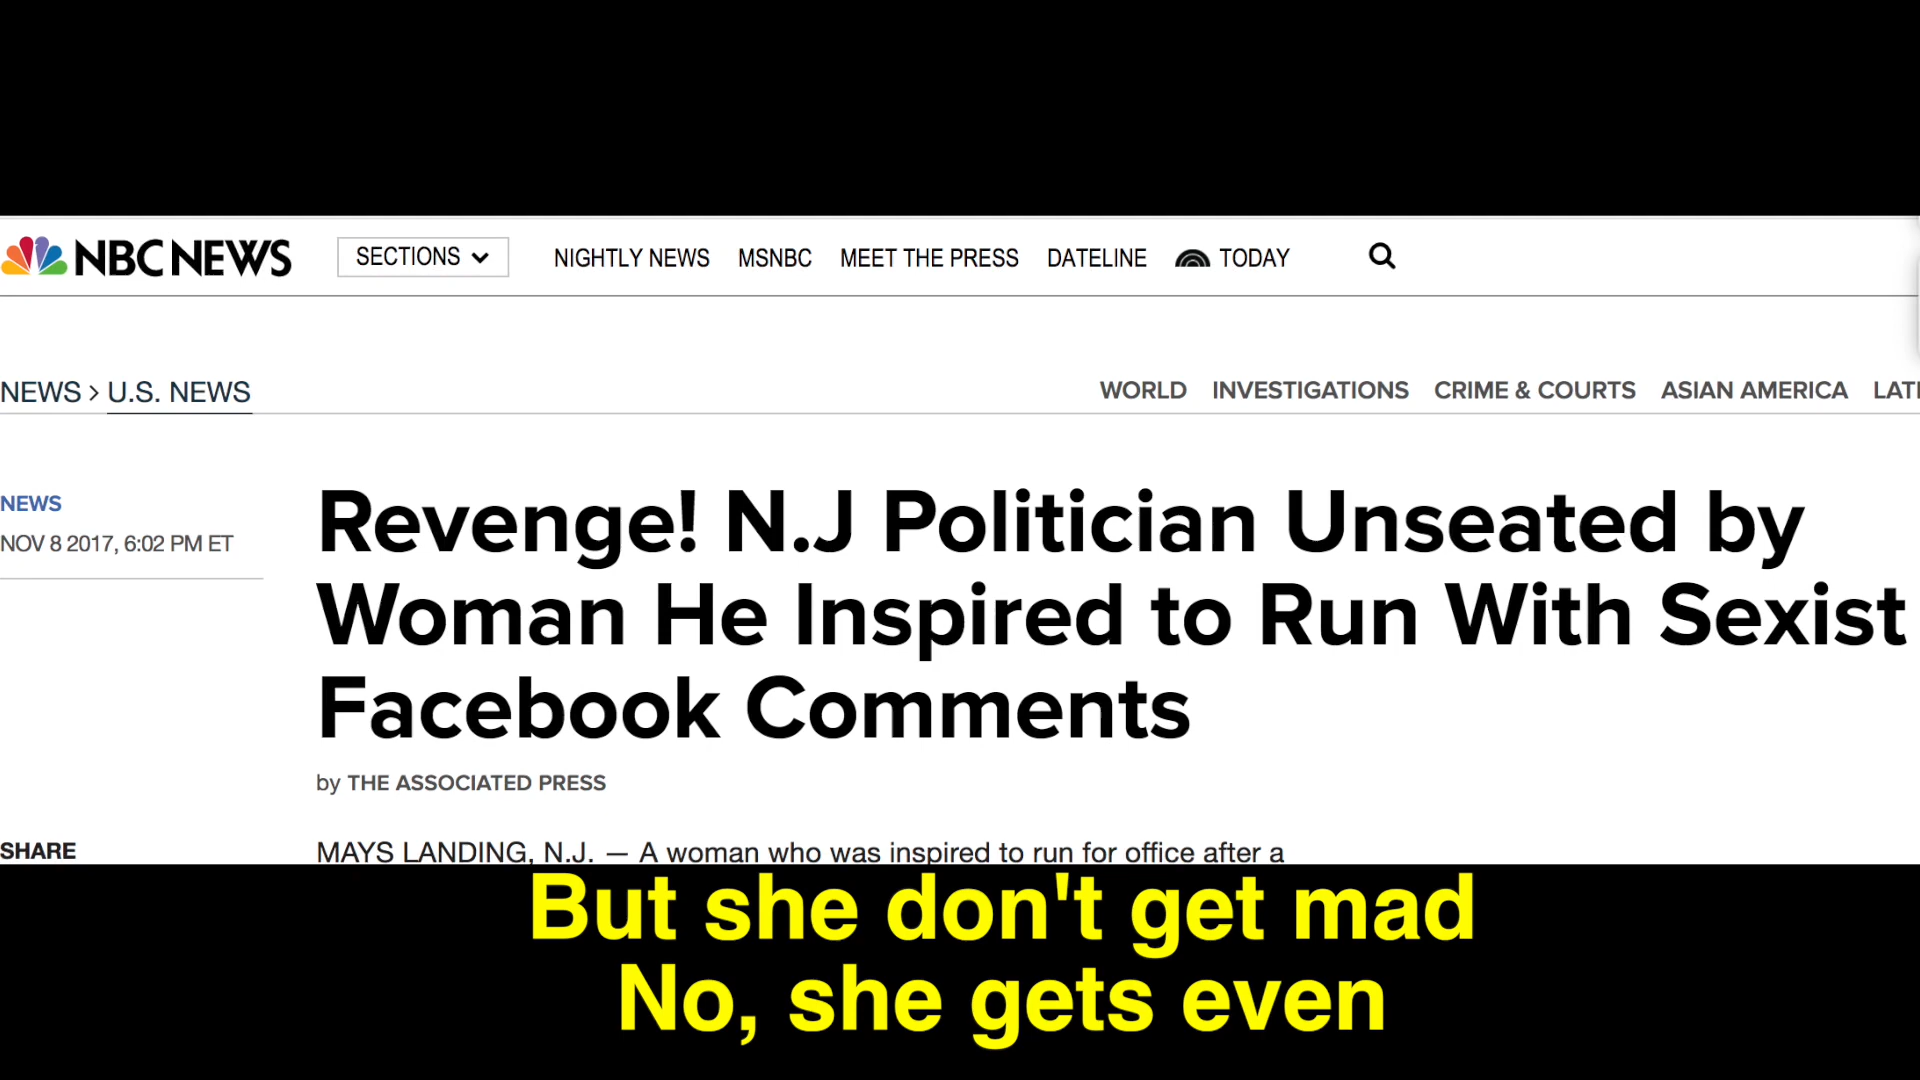 NBC NEWS SECTIONS NIGHTLY NEWS MSNBC MEET THE PRESS DATELINE TODAY
NEWS > U.S. NEWS WORLD INVESTIGATIONS CRIME & COURTS ASIAN AMERICA LATI
NEWS
NOV 8 2017, 6:02 PM ET
Revenge! N.J Politician Unseated by
Woman He Inspired to Run With Sexist
Facebook Comments
by THE ASSOCIATED PRESS
SHARE
MAYS LANDING, N.J. — A woman who was inspired to run for office after a
But she don't get mad
No, she gets even